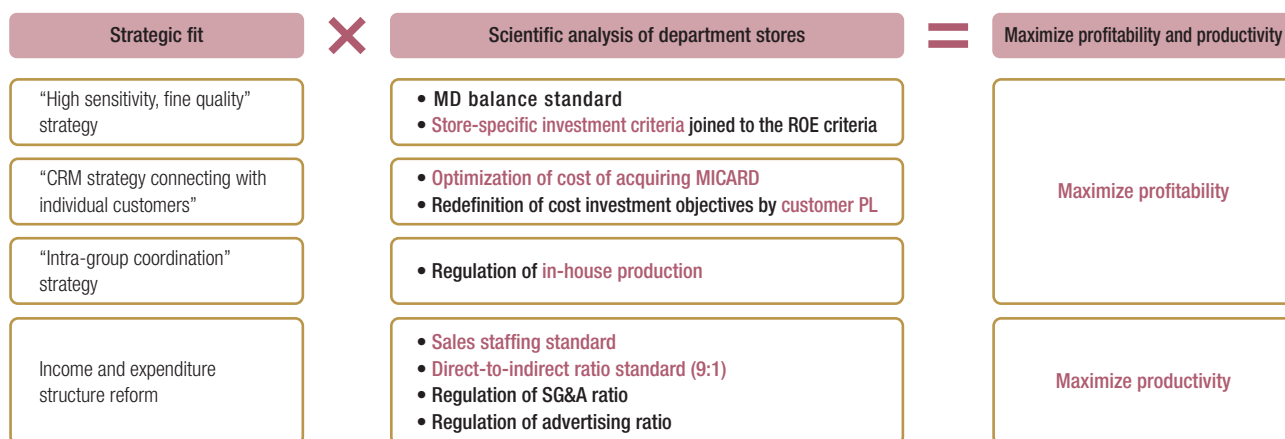 Strategic fit
×
Scientific analysis of department stores
=
Maximize profitability and productivity
“High sensitivity, fine quality”
strategy
• MD balance standard
• Store-specific investment criteria joined to the ROE criteria
“CRM strategy connecting with
individual customers”
• Optimization of cost of acquiring MICARD
• Redefinition of cost investment objectives by customer PL
Maximize profitability
“Intra-group coordination”
strategy
• Regulation of in-house production
Income and expenditure
structure reform
• Sales staffing standard
• Direct-to-indirect ratio standard (9:1)
• Regulation of SG&A ratio
• Regulation of advertising ratio
Maximize productivity